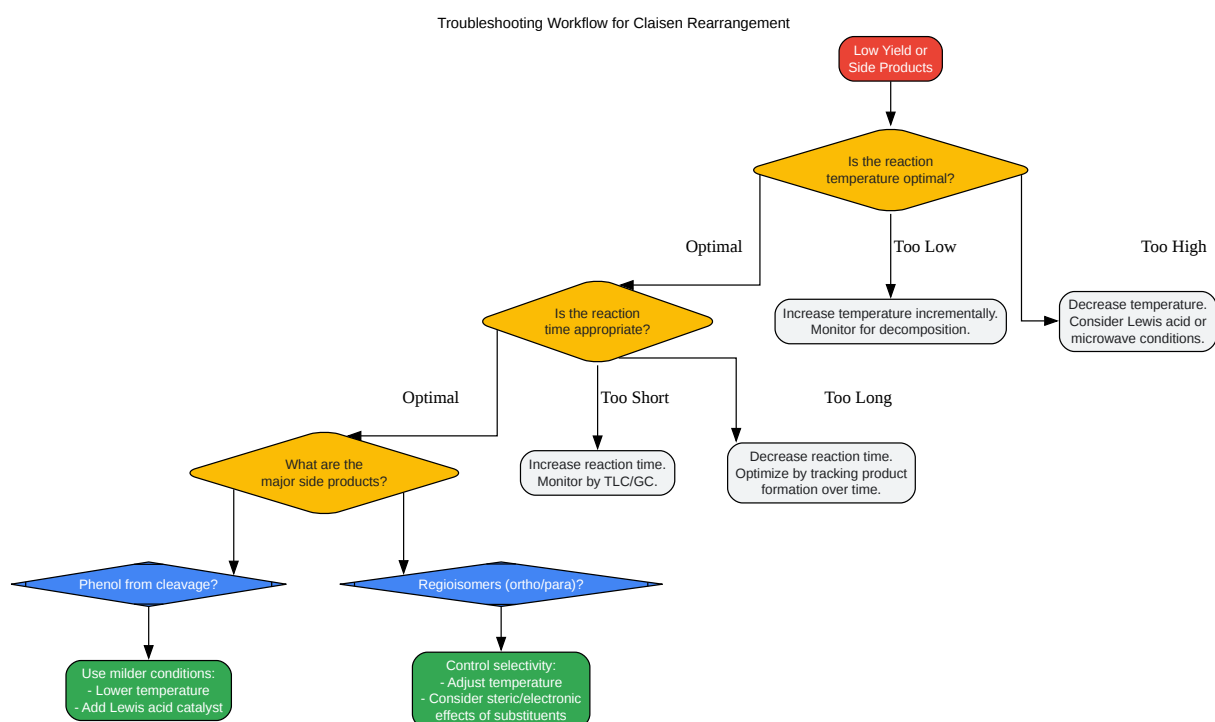 Troubleshooting Workflow for Claisen Rearrangement
Low Yield or
Side Products
Is the reaction
temperature optimal?
Optimal
Too Low
Too High
Is the reaction
time appropriate?
Increase temperature incrementally.
Monitor for decomposition.
Decrease temperature.
Consider Lewis acid or
microwave conditions.
Optimal
Too Short
Too Long
What are the
major side products?
Increase reaction time.
Monitor by TLC/GC.
Decrease reaction time.
Optimize by tracking product
formation over time.
Phenol from cleavage?
Regioisomers (ortho/para)?
Use milder conditions:
- Lower temperature
- Add Lewis acid catalyst
Control selectivity:
- Adjust temperature
- Consider steric/electronic
effects of substituents